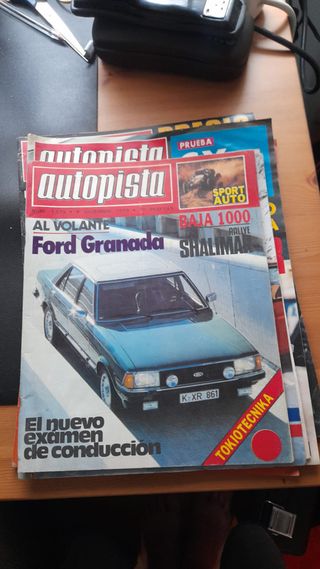 PRECIO
PRUEBA
autopista
autopista
SPORT
AUTO
AL VOLANTE
Ford Granada
BAJA 1000
RALLYE
SHALIMAR
K·XR 861
El nuevo
examen
de conducción
TOKIOTECNIKA